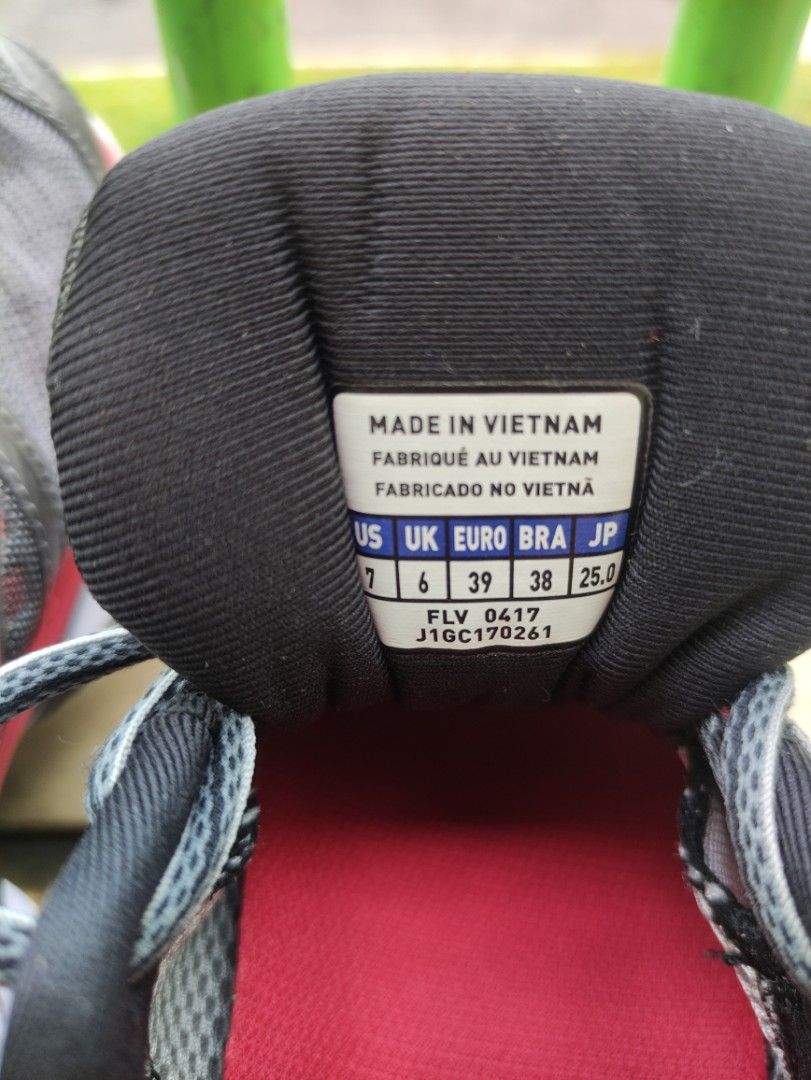 MADE IN VIETNAM
FABRIQUÉ AU VIETNAM
FABRICADO NO VIETNÃ
US UK EURO BRA JP
7 6 39 38 25.0
FLV 0417
J1GC170261